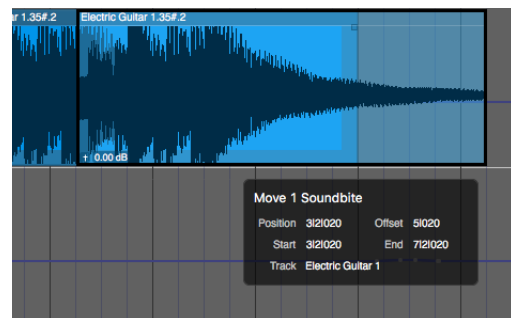 r 1.35#.2 Electric Guitar 1.35#.2
0.00 dB
Move 1 Soundbite
Position 3|2|020 Offset 5|020
Start 3|2|020 End 7|2|020
Track Electric Guitar 1